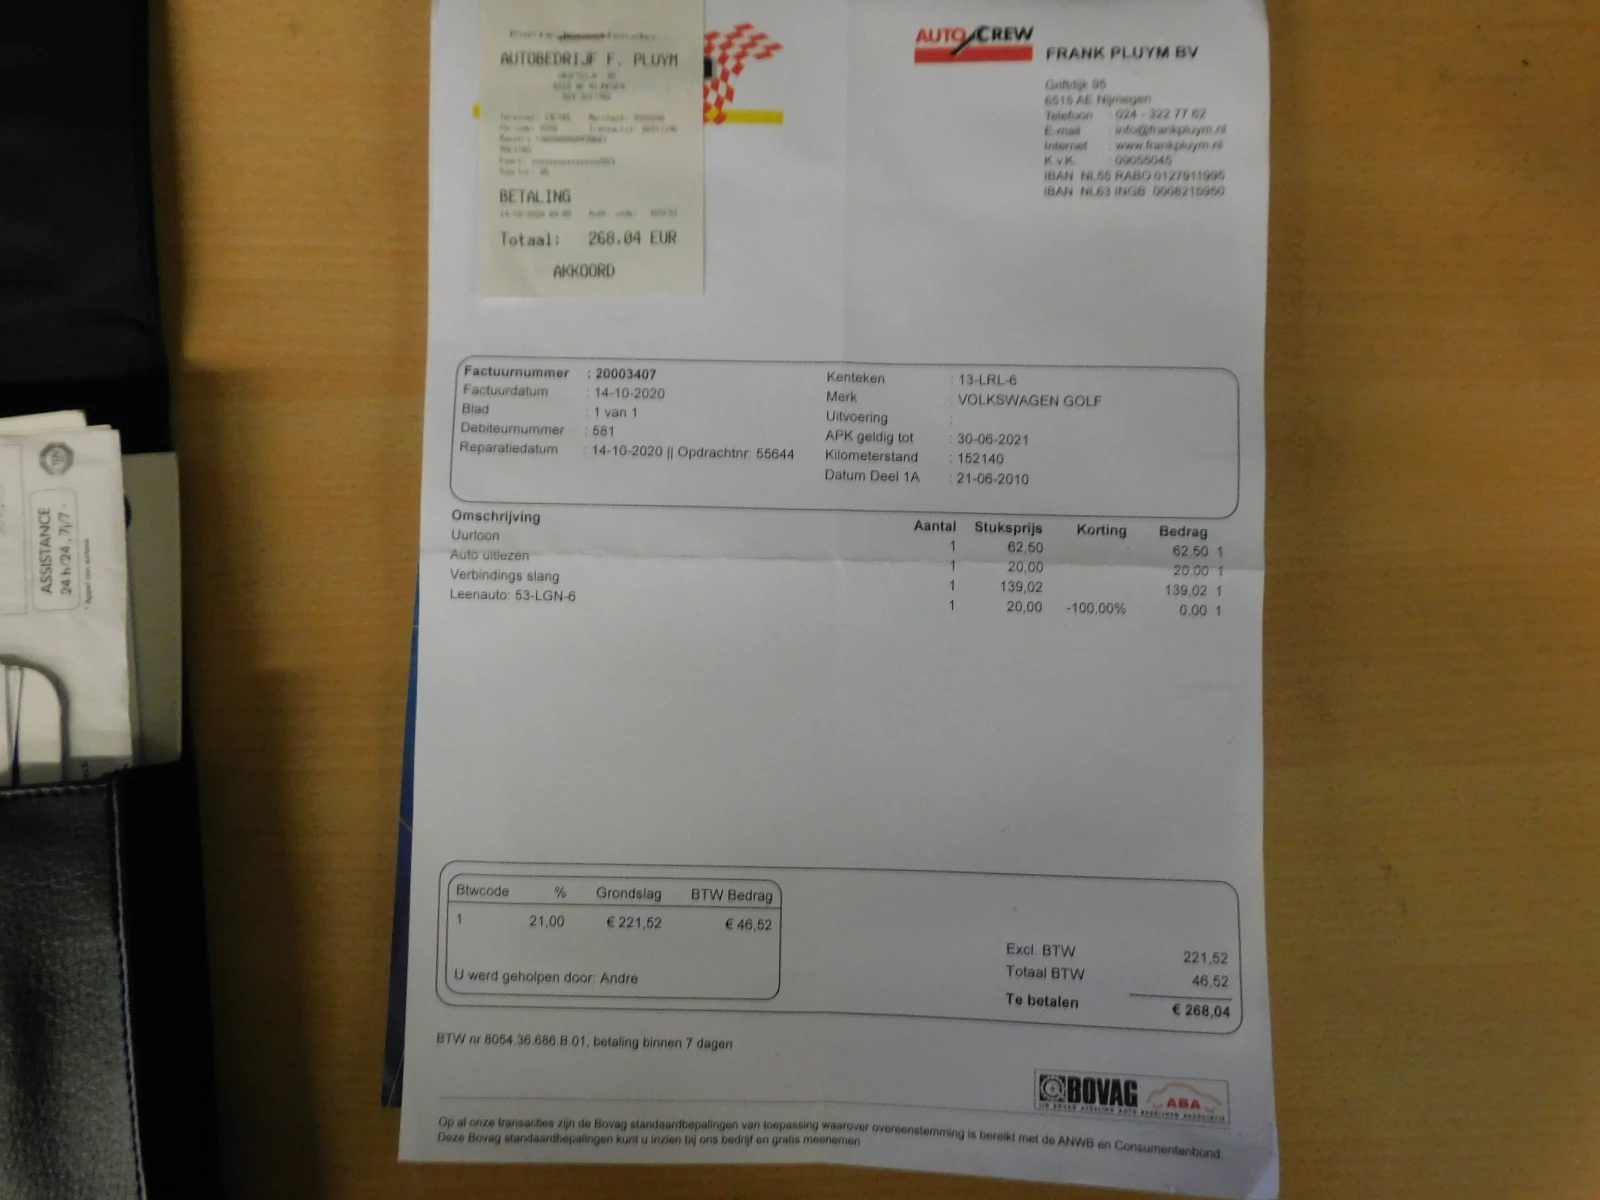 AUTOBEDRIJF F. PLUYM
BETALING
Totaal: 268.04 EUR
AKKOORD
AUTO CREW
FRANK PLUYM BV
Griftdijk 95
6515 AE Nijmegen
Telefoon : 024 - 322 77 62
E-mail : info@frankpluym.nl
Internet : www.frankpluym.nl
K.v.K. : 09055045
IBAN NL55 RABO 0127911995
IBAN NL63 INGB 0008215950
Factuurnummer : 20003407
Factuurdatum : 14-10-2020
Blad : 1 van 1
Debiteurnummer : 581
Reparatiedatum : 14-10-2020 || Opdrachtnr: 55644
Kenteken : 13-LRL-6
Merk : VOLKSWAGEN GOLF
Uitvoering :
APK geldig tot : 30-06-2021
Kilometerstand : 152140
Datum Deel 1A : 21-06-2010
Omschrijving Aantal Stuksprijs Korting Bedrag
Uurloon 1 62,50 62,50 1
Auto uitlezen 1 20,00 20,00 1
Verbindings slang 1 139,02 139,02 1
Leenauto: 53-LGN-6 1 20,00 -100,00% 0,00 1
Btwcode % Grondslag BTW Bedrag
1 21,00 € 221,52 € 46,52
U werd geholpen door: Andre
Excl. BTW 221,52
Totaal BTW 46,52
Te betalen € 268,04
BTW nr 8054.36.686.B.01, betaling binnen 7 dagen
BOVAG ABA
Op al onze transacties zijn de Bovag standaardbepalingen van toepassing waarover overeenstemming is bereikt met de ANWB en Consumentenbond.
Deze Bovag standaardbepalingen kunt u inzien bij ons bedrijf en gratis meenemen
ASSISTANCE
24 h/24, 7j/7